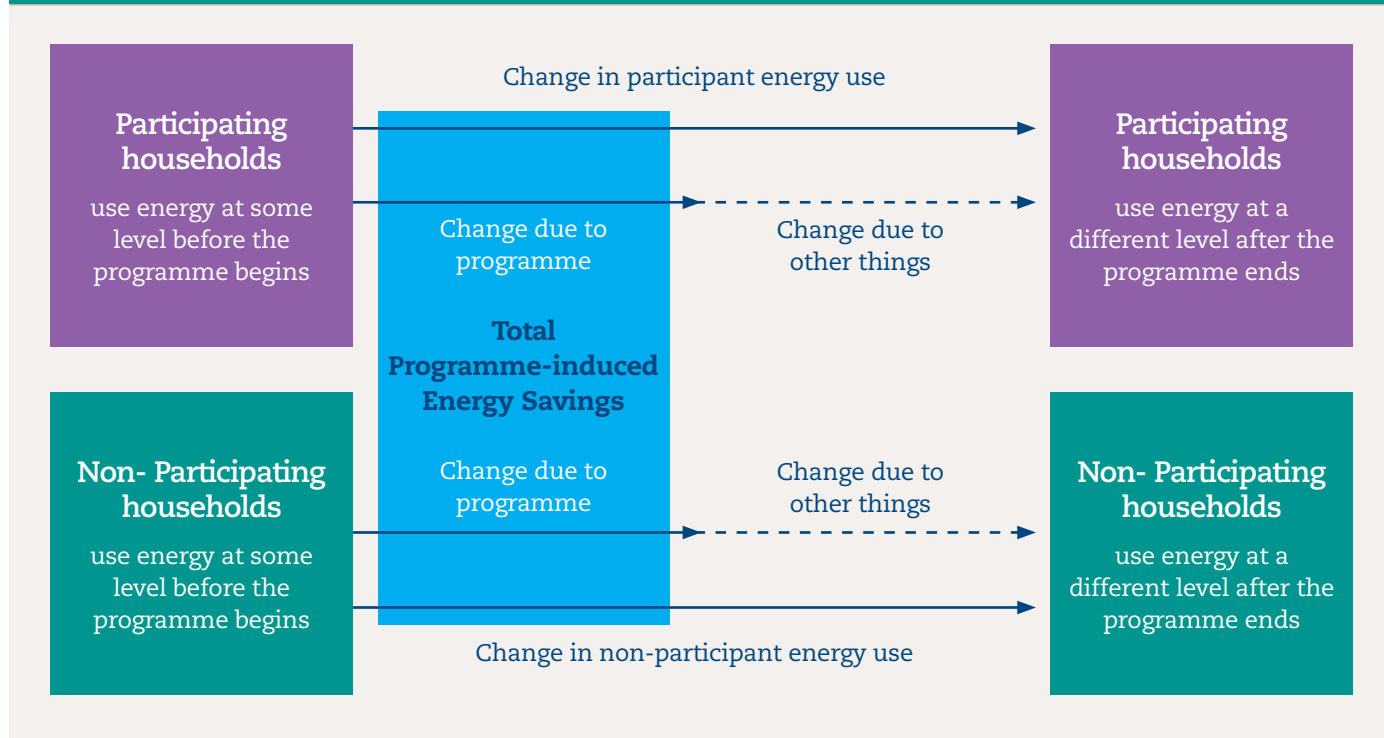 Change in participant energy use
Participating
households
use energy at some
level before the
programme begins
Change due to
programme
Change due to
other things
Participating
households
use energy at a
different level after the
programme ends
Total
Programme-induced
Energy Savings
Non- Participating
households
use energy at some
level before the
programme begins
Change due to
programme
Change due to
other things
Non- Participating
households
use energy at a
different level after the
programme ends
Change in non-participant energy use